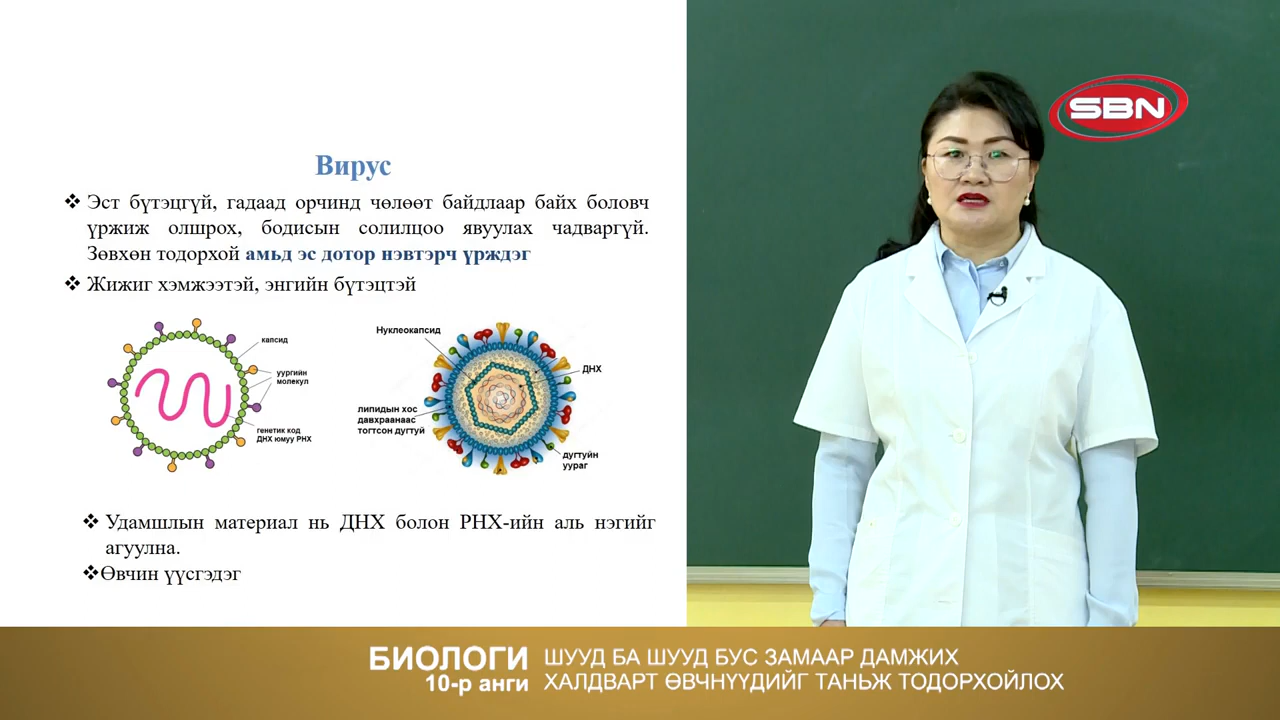 SBN
Вирус
❖ Эст бүтэцгүй, гадаад орчинд чөлөөт байдлаар байх боловч
үржиж олшрох, бодисын солилцоо явуулах чадваргүй.
Зөвхөн тодорхой амьд эс дотор нэвтэрч үрждэг
❖ Жижиг хэмжээтэй, энгийн бүтэцтэй
капсид
уургийн
молекул
генетик код
ДНХ юмуу РНХ
Нуклеокапсид
ДНХ
липидын хос
давхраанаас
тогтсон дугтуй
дугтуйн
уураг
❖ Удамшлын материал нь ДНХ болон РНХ-ийн аль нэгийг
агуулна.
❖Өвчин үүсгэдэг
БИОЛОГИ
10-р анги
ШУУД БА ШУУД БУС ЗАМААР ДАМЖИХ
ХАЛДВАРТ ӨВЧНҮҮДИЙГ ТАНЬЖ ТОДОРХОЙЛОХ